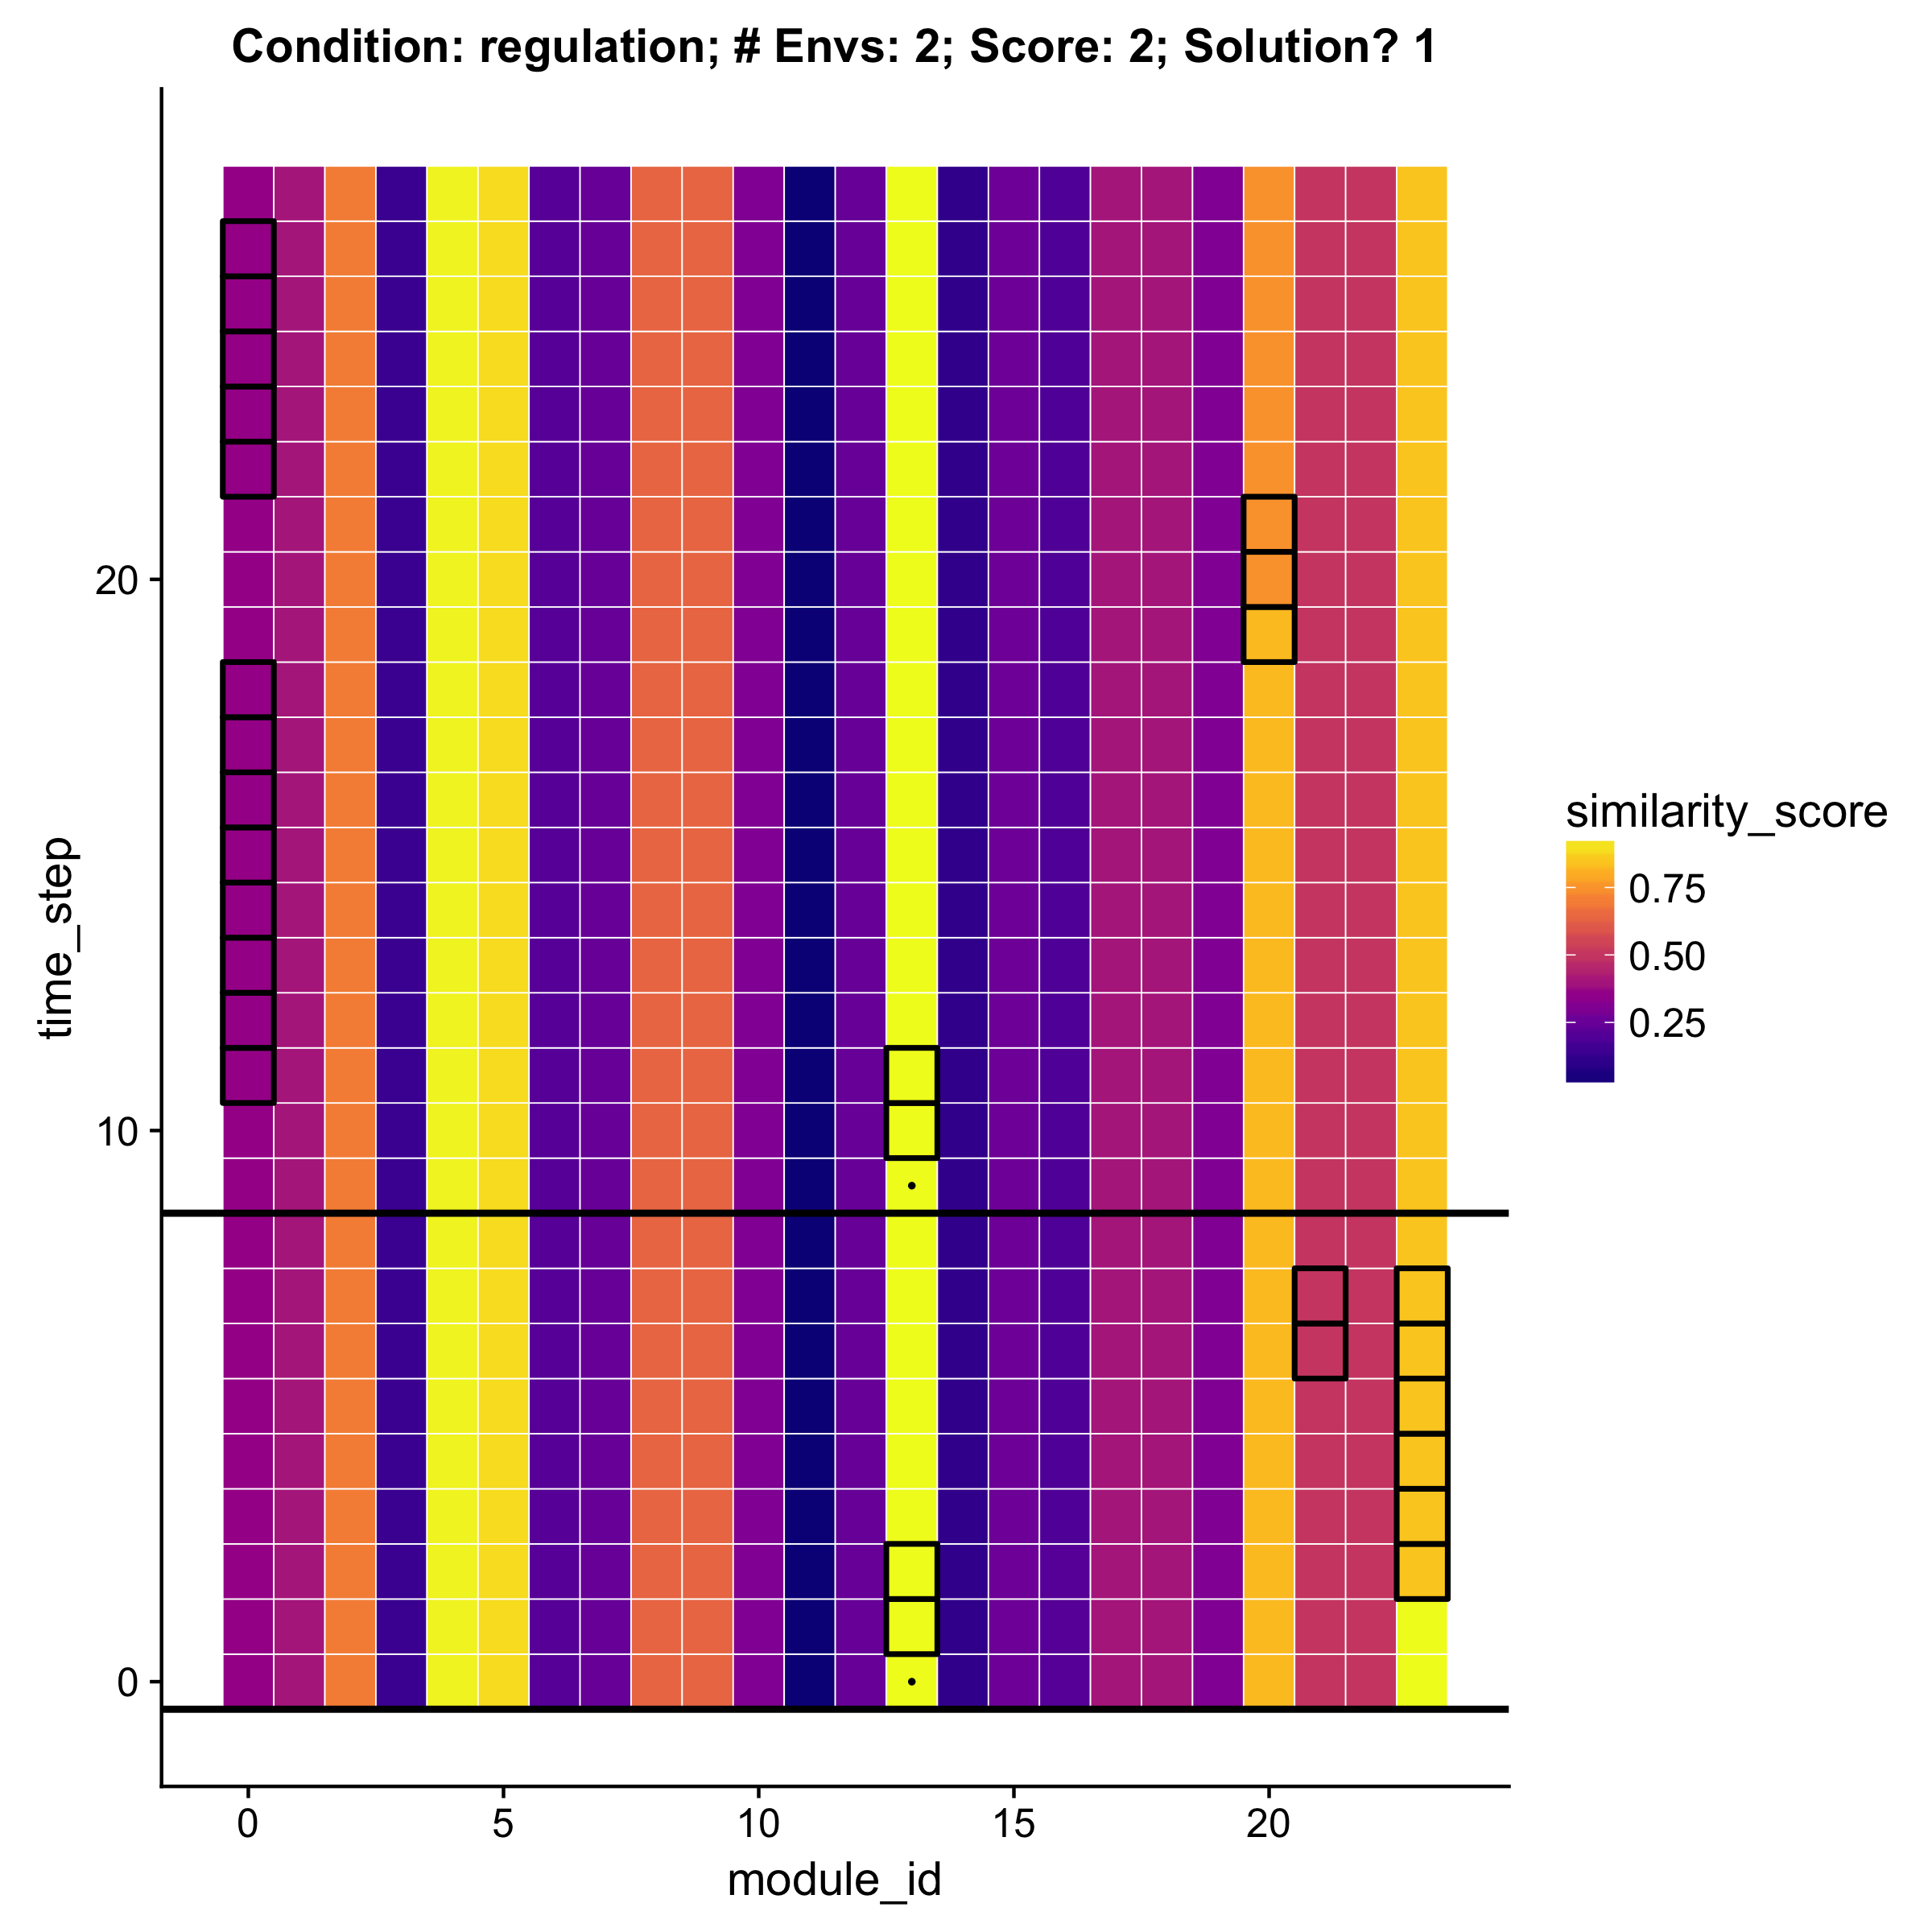 Condition: regulation; # Envs: 2; Score: 2; Solution? 1
time_step
20
10
0
0
5
10
15
20
module_id
similarity_score
0.75
0.50
0.25